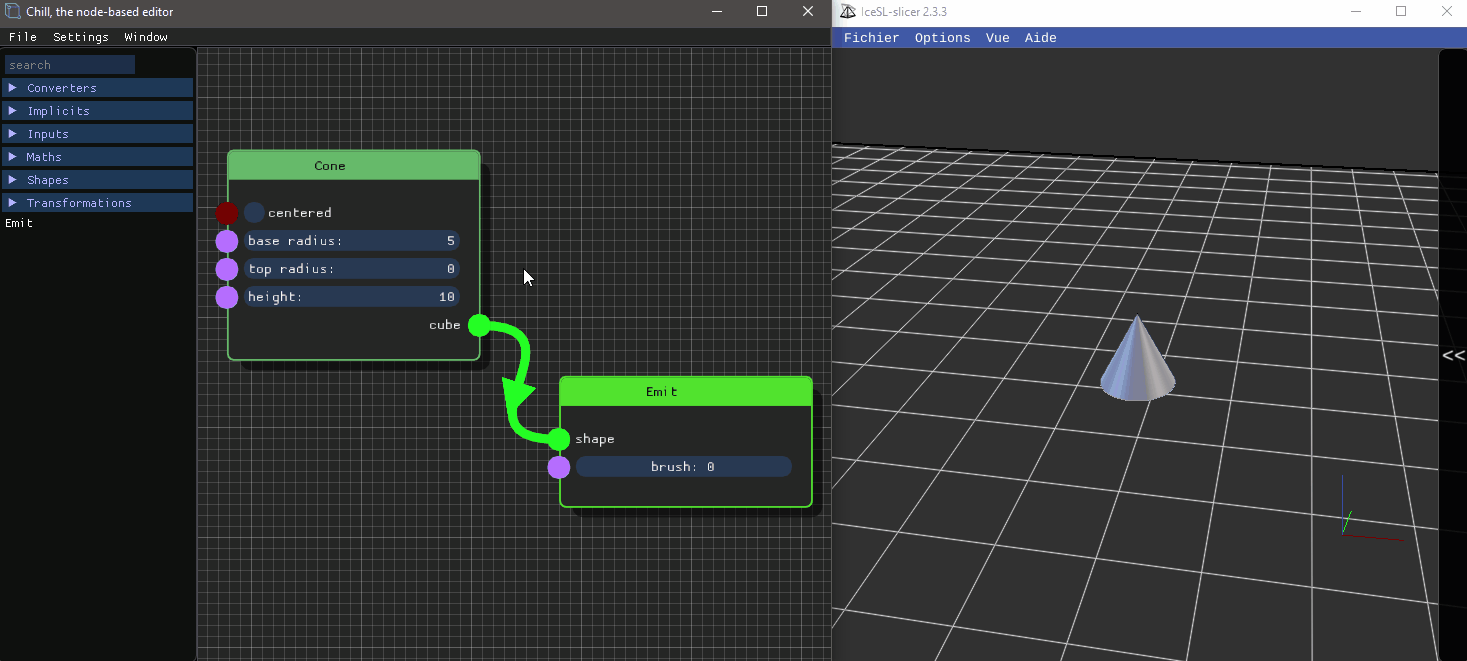 Chill, the node-based editor
File Settings Window
search
Converters
Implicits
Inputs
Maths
Shapes
Transformations
Emit
Cone
centered
base radius: 5
top radius: 0
height: 10
cube
Emit
shape
brush: 0
IceSL-slicer 2.3.3
Fichier Options Vue Aide
<<